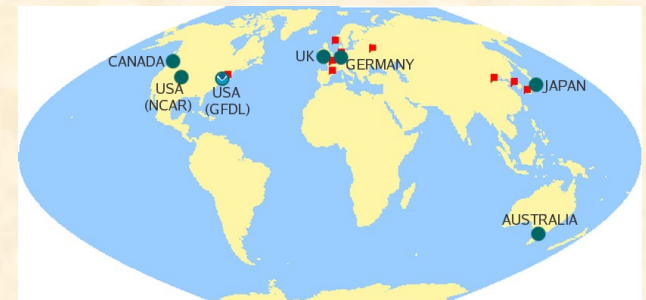 CANADA
USA
(NCAR)
USA
(GFDL)
UK
GERMANY
JAPAN
AUSTRALIA